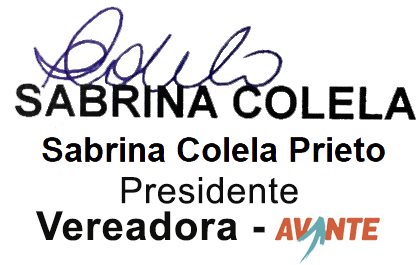 SABRINA COLELA
Sabrina Colela Prieto
Presidente
Vereadora - AVANTE